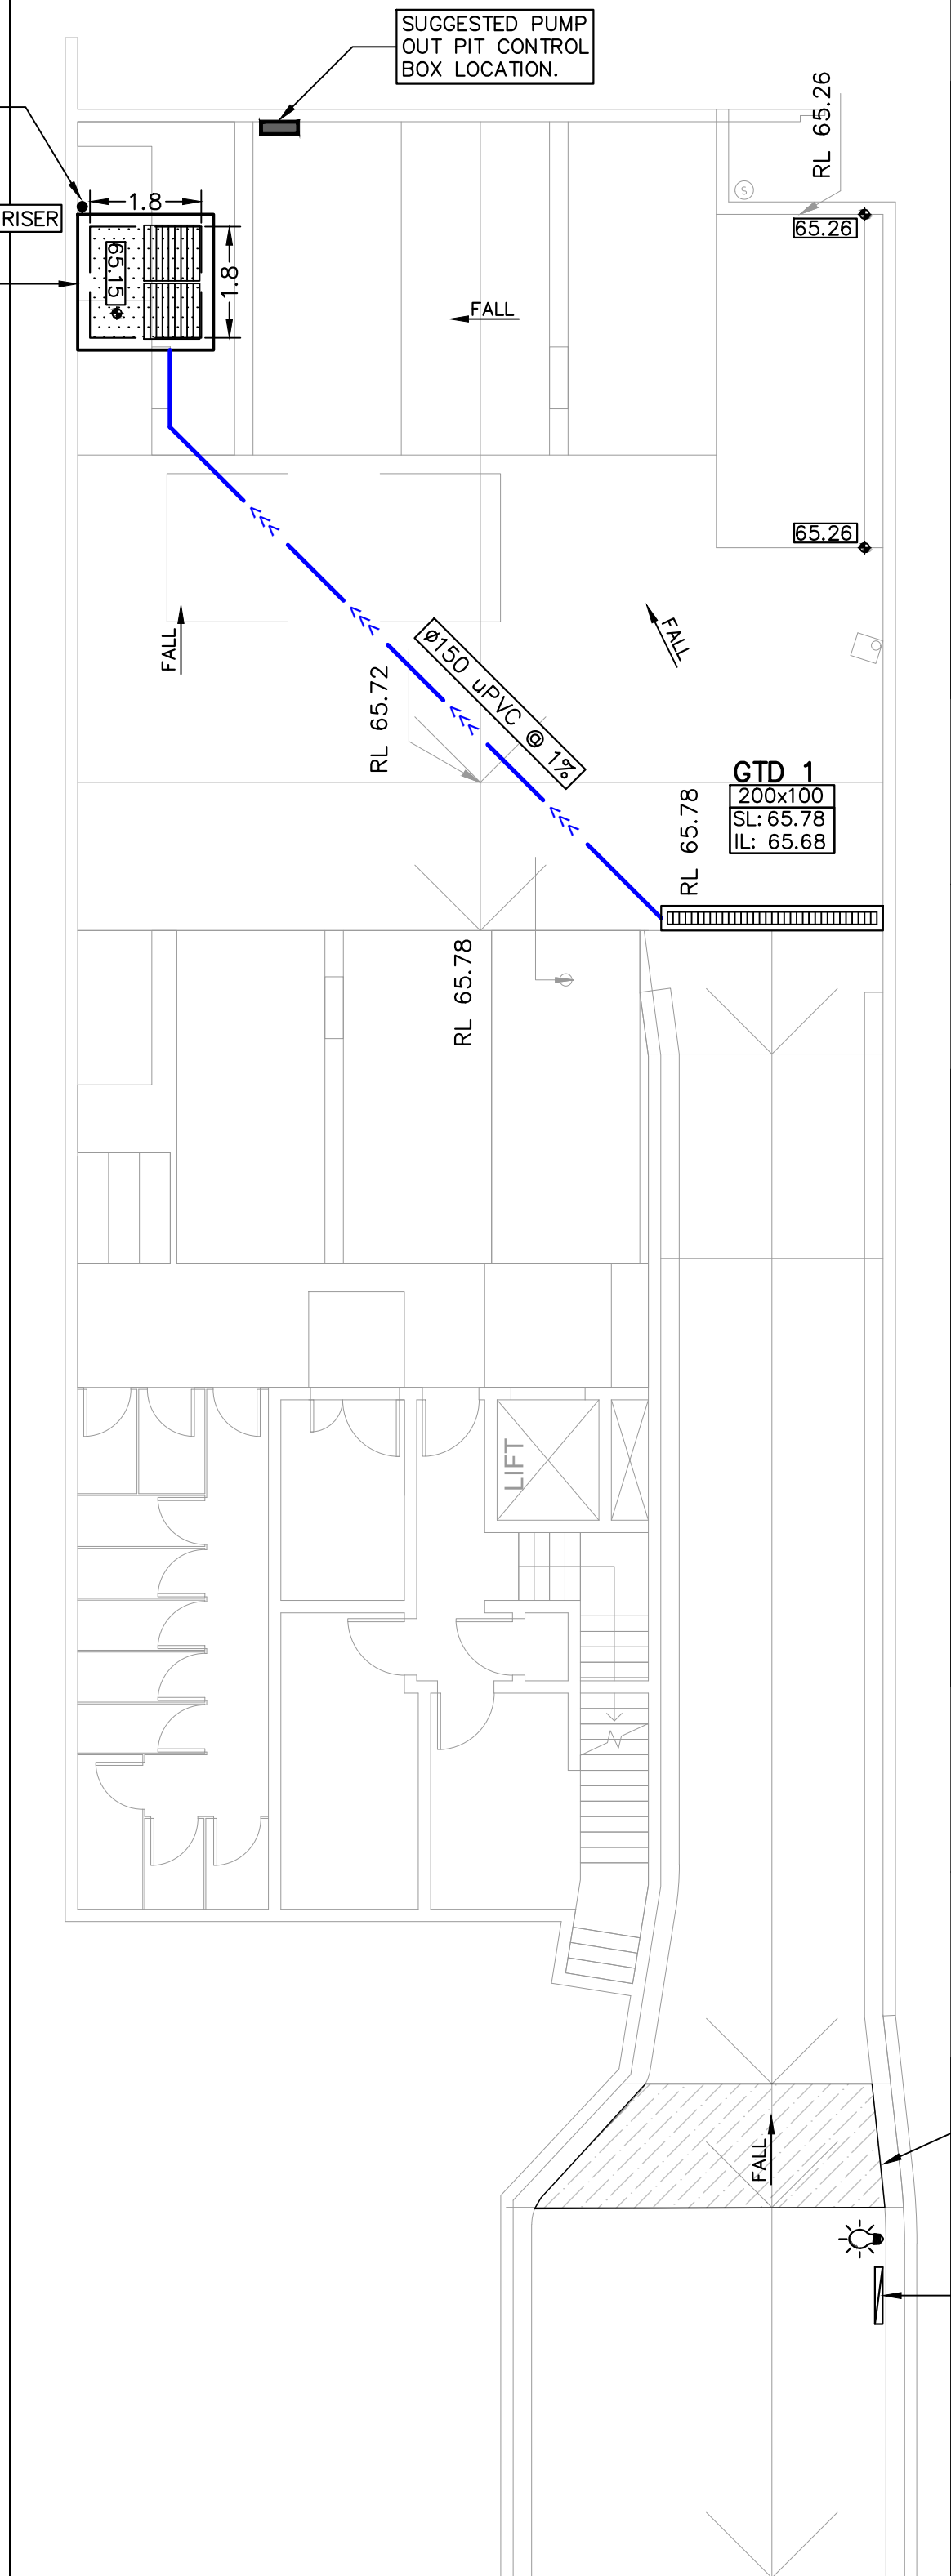 SUGGESTED PUMP
OUT PIT CONTROL
BOX LOCATION.
RL 65.26
S
RISER
1.8
65.26
65.15
1.8
FALL
65.26
FALL
FALL
Ø150 uPVC @ 1%
RL 65.72
GTD 1
200x100
SL: 65.78
IL: 65.68
RL 65.78
RL 65.78
LIFT
FALL